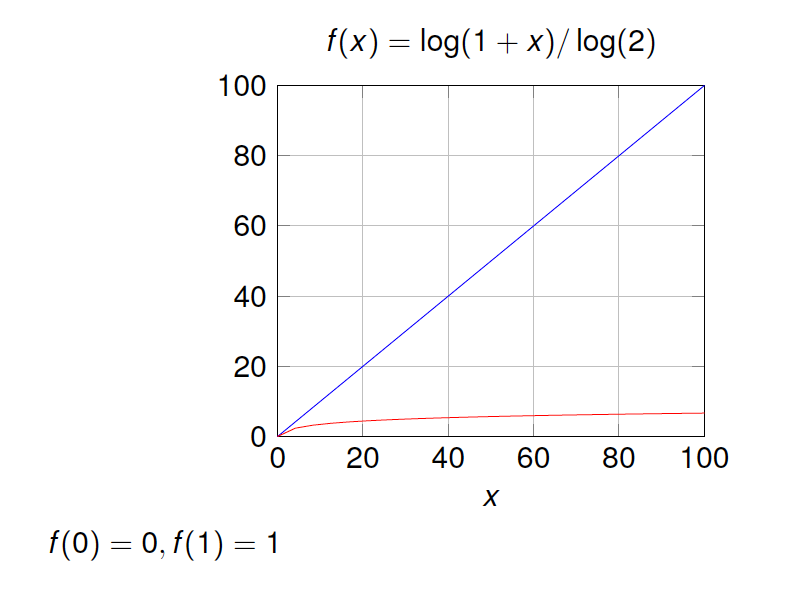 f(x) = log(1 + x)/ log(2)
100
80
60
40
20
0
0 20 40 60 80 100
x
f(0) = 0, f(1) = 1